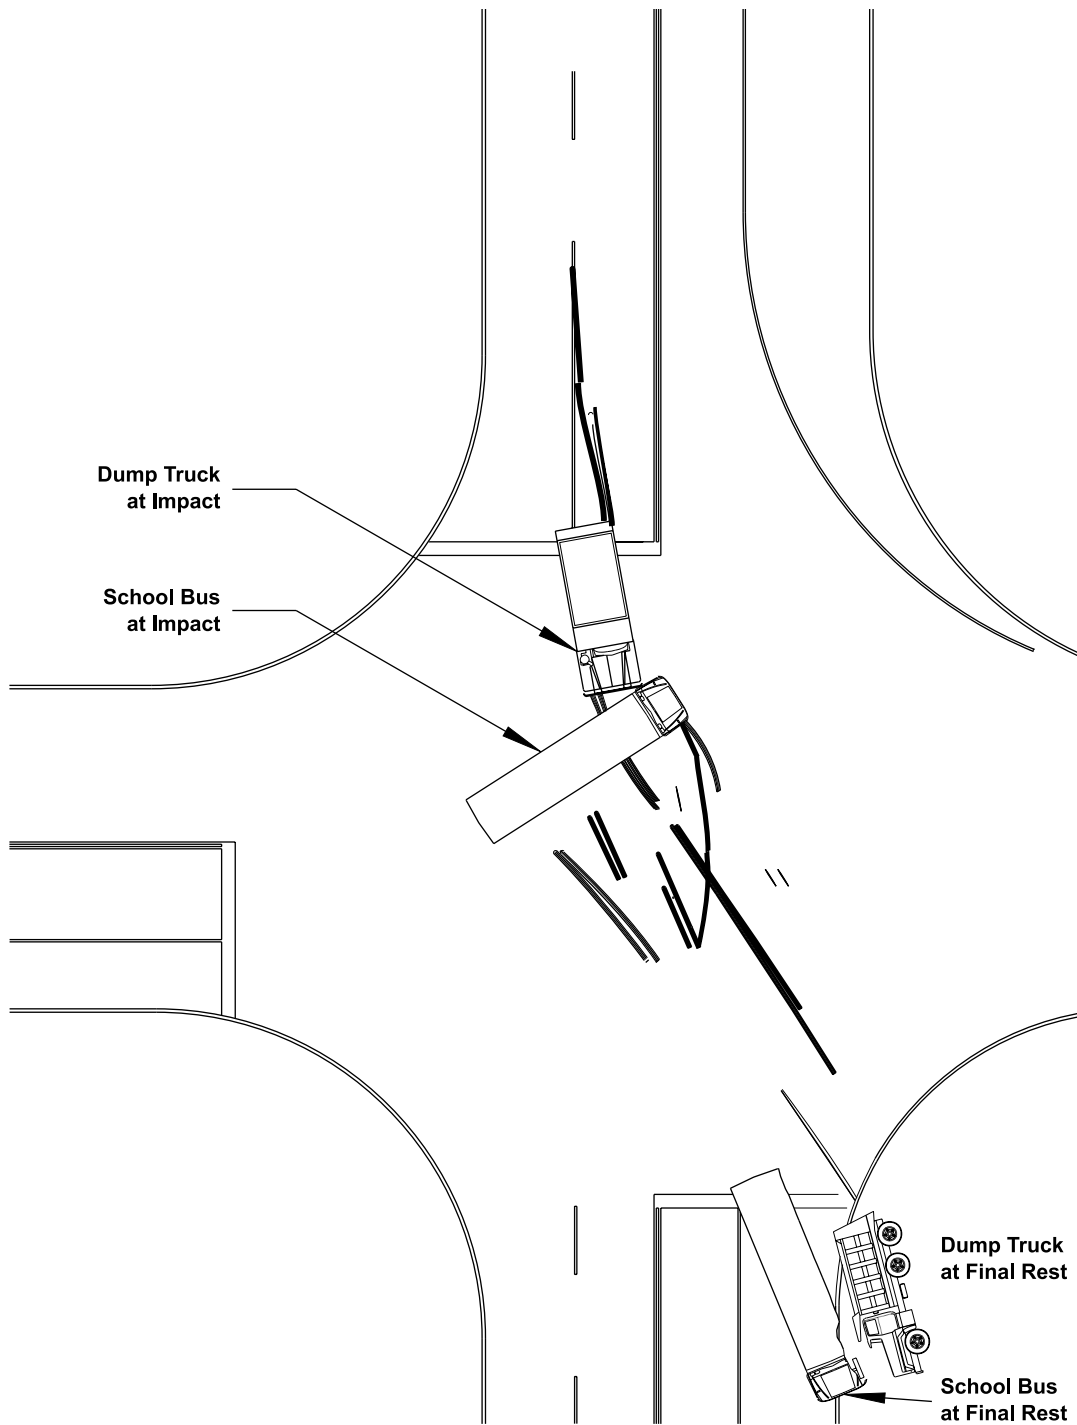 Dump Truck
at Impact
School Bus
at Impact
Dump Truck
at Final Rest
School Bus
at Final Rest